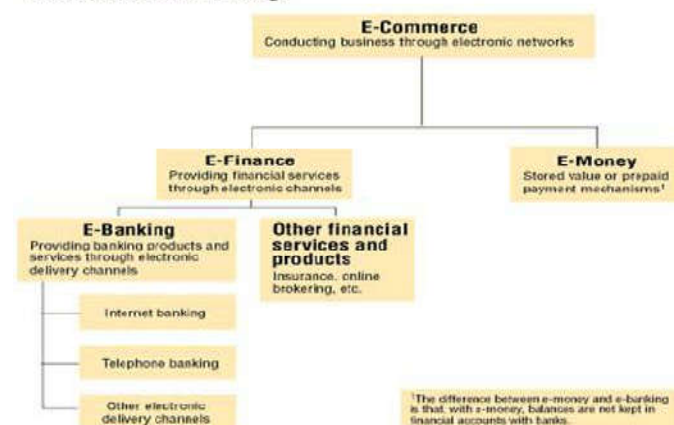 E-Commerce
Conducting business through electronic networks
E-Finance
Providing financial services
through electronic channels
E-Money
Stored value or prepaid
payment mechanisms¹
E-Banking
Providing banking products and
services through electronic
delivery channels
Other financial
services and
products
Insurance, online
brokering, etc.
Internet banking
Telephone banking
Other electronic
delivery channels
¹The difference between e-money and e-banking
is that, with e-money, balances are not kept in
financial accounts with banks.